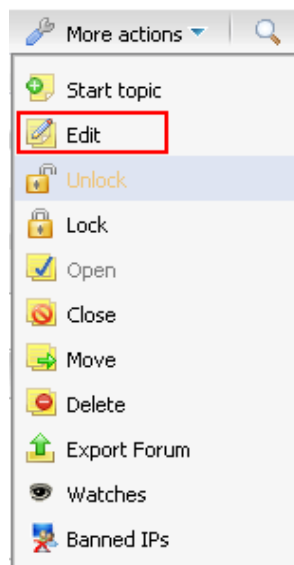 More actions
Start topic
Edit
Unlock
Lock
Open
Close
Move
Delete
Export Forum
Watches
Banned IPs